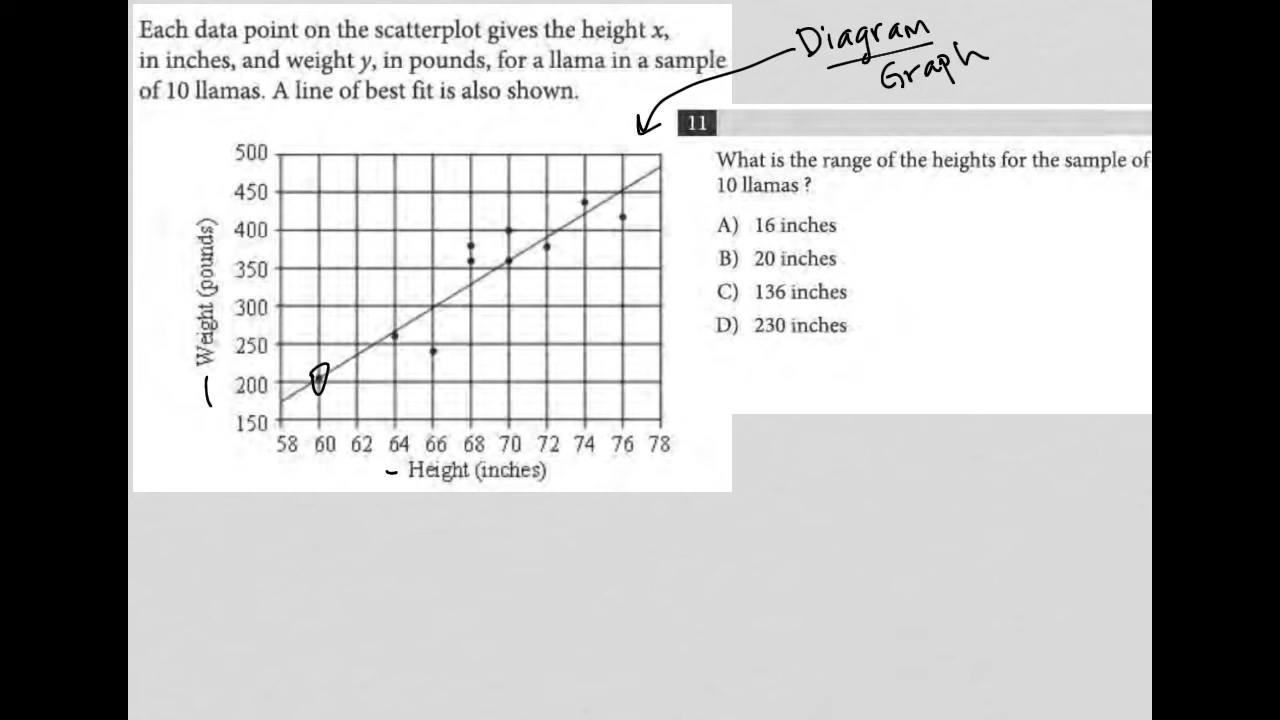 Each data point on the scatterplot gives the height x,
in inches, and weight y, in pounds, for a llama in a sample
of 10 llamas. A line of best fit is also shown.
Diagram
Graph
500
450
400
350
300
250
200
150
Weight (pounds)
58 60 62 64 66 68 70 72 74 76 78
Height (inches)
11
What is the range of the heights for the sample of
10 llamas ?
A) 16 inches
B) 20 inches
C) 136 inches
D) 230 inches